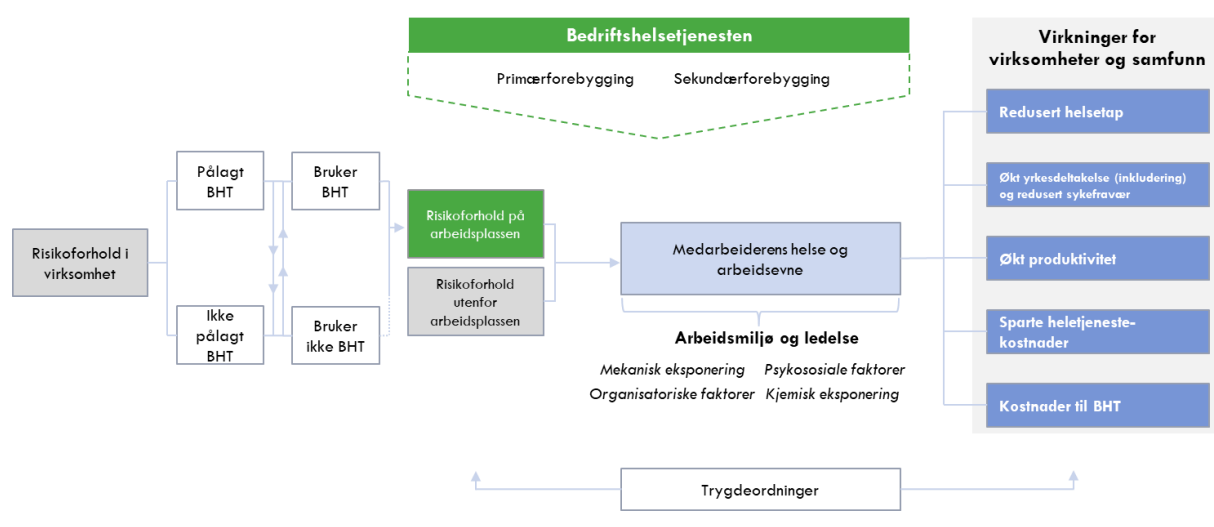 Bedriftshelsetjenesten
Primærforebygging
Sekundærforebygging
Virkninger for
virksomheter og samfunn
Risikoforhold i
virksomhet
Pålagt
BHT
Ikke
pålagt
BHT
Bruker
BHT
Bruker
ikke BHT
Risikoforhold på
arbeidsplassen
Risikoforhold
utenfor
arbeidsplassen
Medarbeiderens helse og
arbeidsevne
Arbeidsmiljø og ledelse
Mekanisk eksponering
Psykososiale faktorer
Organisatoriske faktorer
Kjemisk eksponering
Redusert helsetap
Økt yrkesdeltakelse (inkludering)
og redusert sykefravær
Økt produktivitet
Sparte heletjeneste-
kostnader
Kostnader til BHT
Trygdeordninger